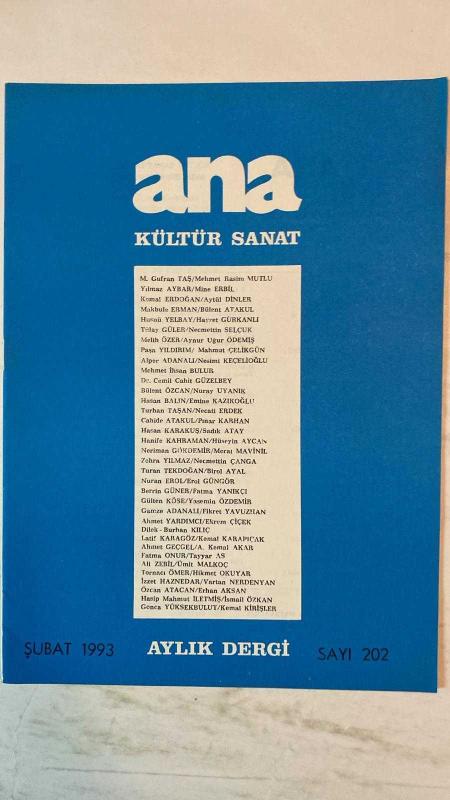 ana
KÜLTÜR SANAT
M. Gufran TAŞ/Mehmet Rasim MUTLU
Yılmaz AYBAR/Mine ERBİL
Kemal ERDOĞAN/Aytül DİNLER
Makbule ERMAN/Bülent ATAKUL
Husnü YELBAY/Hayret GÜRKANLI
Tülay GÜLER/Necmettin SELÇUK
Melih ÖZER/Aynur Uğur ÖDEMİŞ
Paşa YILDIRIM/ Mahmut ÇELİKGÜN
Alper ADANALI/Nesimi KEÇELİOĞLU
Mehmet İhsan BULUR
Dr. Cemil Cahit GÜZELBEY
Bülent ÖZCAN/Nuray UYANIK
Hasan BALIN/Emine KAZIKOĞLU
Turhan TAŞAN/Necati ERDEK
Cahide ATAKUL/Pınar KARHAN
Hasan KARAKUŞ/Sadık ATAY
Hanife KAHRAMAN/Hüseyin AYCAN
Neriman GÖKDEMİR/Meral MAVİNİL
Zehra YILMAZ/Necmettin ÇANGA
Turan TEKDOĞAN/Birol AYAL
Nuran EROL/Erol GÜNGÖR
Berrin GÜNER/Fatma YANIKÇI
Gülten KÖSE/Yasemin ÖZDEMİR
Gamze ADANALI/Fikret YAVUZHAN
Ahmet YARDIMCI/Ekrem ÇİÇEK
Dilek-Burhan KILIÇ
Latif KARAGÖZ/Kemal KARAPIÇAK
Ahmet GEÇGEL/A. Kemal AKAR
Fatma ONUR/Tayyar AS
Ali ZEBİL/Ümit MALKOÇ
Tornacı ÖMER/Hikmet OKUYAR
İzzet HAZNEDAR/Vartan NERDENYAN
Özcan ATACAN/Erhan AKSAN
Hasip Mahmut İLETMİŞ/İsmail ÖZKAN
Gonca YÜKSEKBULUT/Kemal KİRİŞLER
ŞUBAT 1993 AYLIK DERGİ SAYI 202